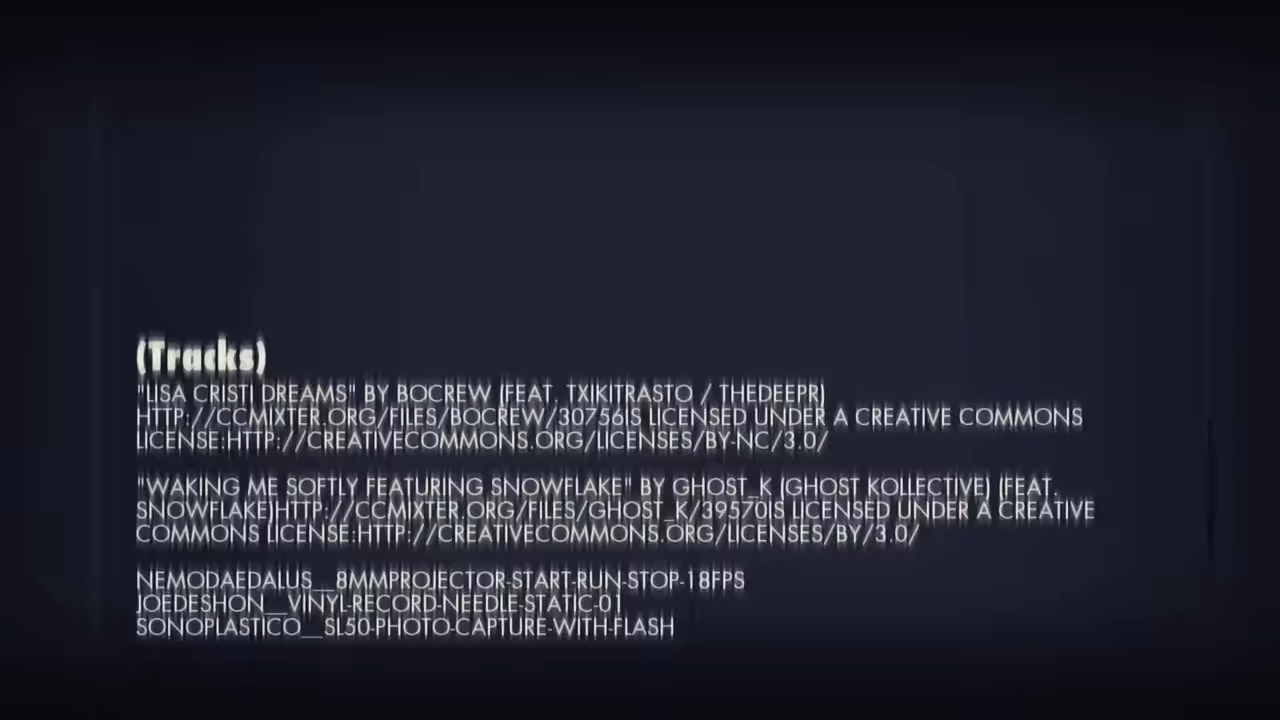 (Tracks)
"LISA CRISTI DREAMS" BY BOCREW (FEAT. TXIKITRASTO / THEDEEPR)
HTTP://CCMIXTER.ORG/FILES/BOCREW/30756IS LICENSED UNDER A CREATIVE COMMONS
LICENSE:HTTP://CREATIVECOMMONS.ORG/LICENSES/BY-NC/3.0/
"WAKING ME SOFTLY FEATURING SNOWFLAKE" BY GHOST_K (GHOST KOLLECTIVE) (FEAT.
SNOWFLAKE)HTTP://CCMIXTER.ORG/FILES/GHOST_K/39570IS LICENSED UNDER A CREATIVE
COMMONS LICENSE:HTTP://CREATIVECOMMONS.ORG/LICENSES/BY/3.0/
NEMODAEDALUS__8MMPROJECTOR-START-RUN-STOP-18FPS
JOEDESHON__VINYL-RECORD-NEEDLE-STATIC-01
SONOPLASTICO__SL50-PHOTO-CAPTURE-WITH-FLASH